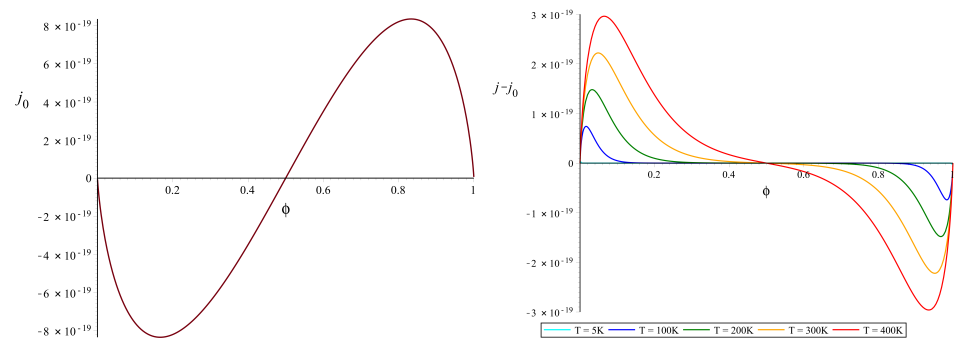 8 × 10⁻¹⁹
6 × 10⁻¹⁹
j₀
4 × 10⁻¹⁹
2 × 10⁻¹⁹
0
0.2 0.4 0.6 0.8 1
ϕ
-2 × 10⁻¹⁹
-4 × 10⁻¹⁹
-6 × 10⁻¹⁹
-8 × 10⁻¹⁹
3 × 10⁻¹⁹
2 × 10⁻¹⁹
j-j₀
1 × 10⁻¹⁹
0
0.2 0.4 0.6 0.8 1
ϕ
-1 × 10⁻¹⁹
-2 × 10⁻¹⁹
-3 × 10⁻¹⁹
T = 5K T = 100K T = 200K T = 300K T = 400K